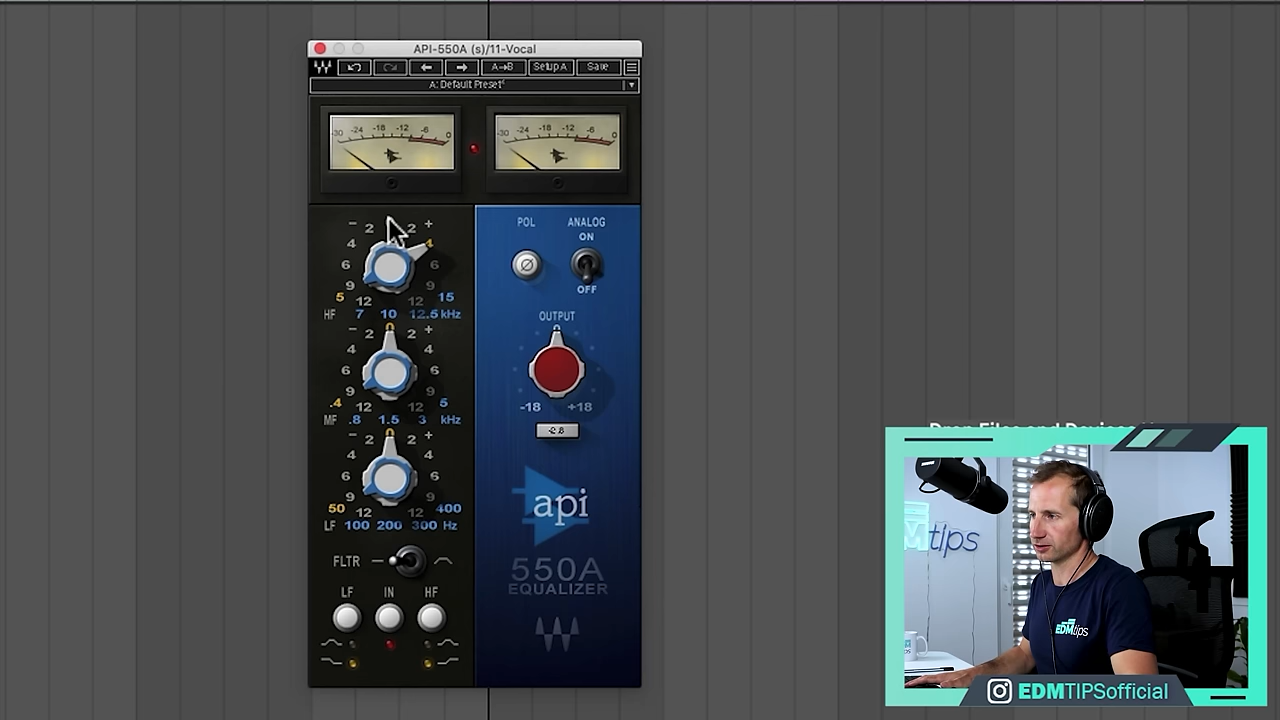 API-550A (s)/11-Vocal
A→B Setup A Save
A: Default Preset*
-30 -24 -18 -12 -6 0
-30 -24 -18 -12 -6 0
POL ANALOG
ON
OFF
− 2 2 +
4 4
6 6
9 9
5 12 12 15
HF 7 10 12.5 kHz
OUTPUT
-18 +18
-2.8
− 2 2 +
4 4
6 6
9 9
.4 12 12 5
MF .8 1.5 3 kHz
− 2 2 +
4 4
6 6
9 9
50 12 12 400
LF 100 200 300 Hz
api
550A
EQUALIZER
FLTR
LF IN HF
tips
EDMtips
EDMTIPSofficial